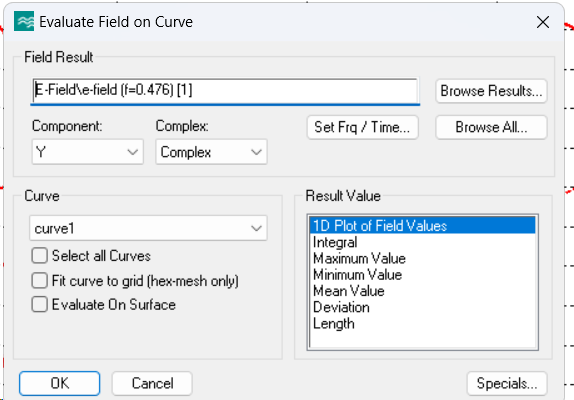 Evaluate Field on Curve
Field Result
E-Field\e-field (f=0.476) [1]
Browse Results...
Component:
Complex:
Set Frq / Time...
Browse All...
Y
Complex
Curve
curve1
Select all Curves
Fit curve to grid (hex-mesh only)
Evaluate On Surface
Result Value
1D Plot of Field Values
Integral
Maximum Value
Minimum Value
Mean Value
Deviation
Length
OK
Cancel
Specials...